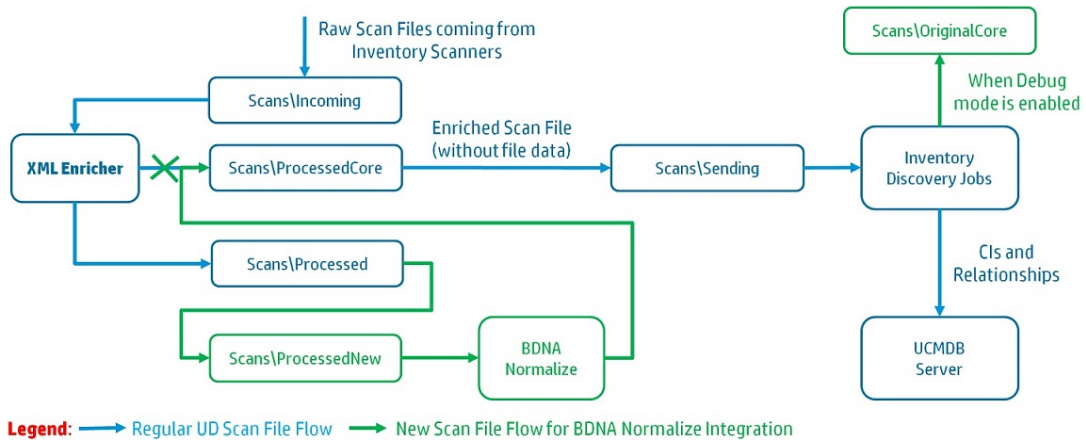 Raw Scan Files coming from
Inventory Scanners
Scans\OriginalCore
When Debug
mode is enabled
Scans\Incoming
XML Enricher
Scans\ProcessedCore
Enriched Scan File
(without file data)
Scans\Sending
Inventory
Discovery Jobs
Scans\Processed
CIs and
Relationships
Scans\ProcessedNew
BDNA
Normalize
UCMDB
Server
Legend: Regular UD Scan File Flow New Scan File Flow for BDNA Normalize Integration